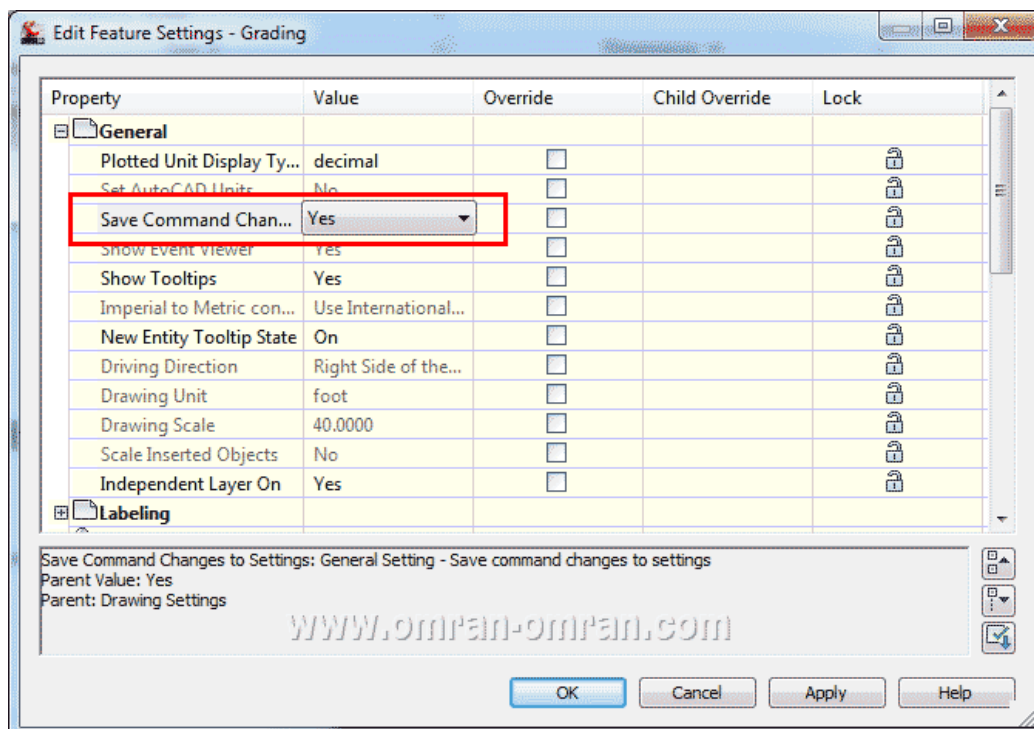 Edit Feature Settings - Grading
Property Value Override Child Override Lock
General
Plotted Unit Display Ty... decimal
Set AutoCAD Units No
Save Command Chan... Yes
Show Event Viewer Yes
Show Tooltips Yes
Imperial to Metric con... Use International...
New Entity Tooltip State On
Driving Direction Right Side of the...
Drawing Unit foot
Drawing Scale 40.0000
Scale Inserted Objects No
Independent Layer On Yes
Labeling
Save Command Changes to Settings: General Setting - Save command changes to settings
Parent Value: Yes
Parent: Drawing Settings
www.omran-omran.com
OK Cancel Apply Help